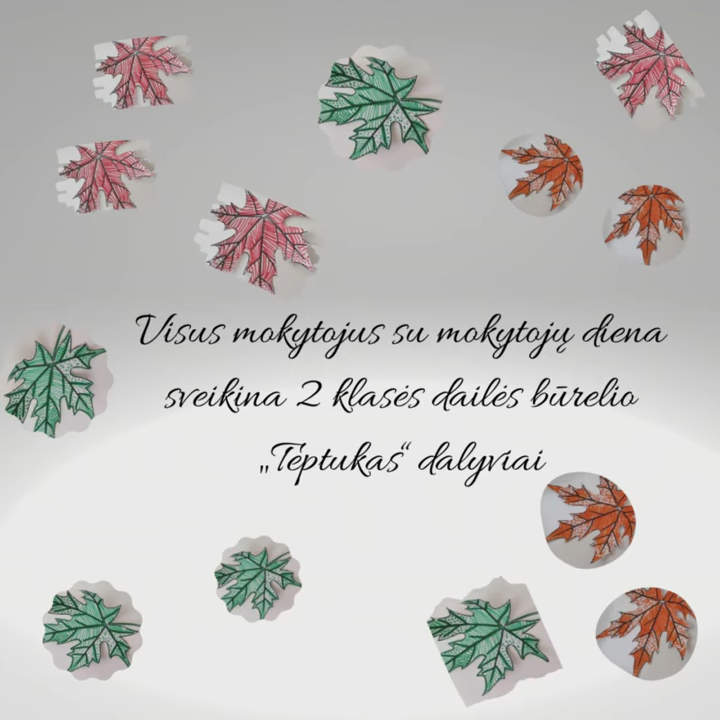 Visus mokytojus su mokytojų diena
sveikina 2 klasės dailės būrelio
„Teptukas“ dalyviai